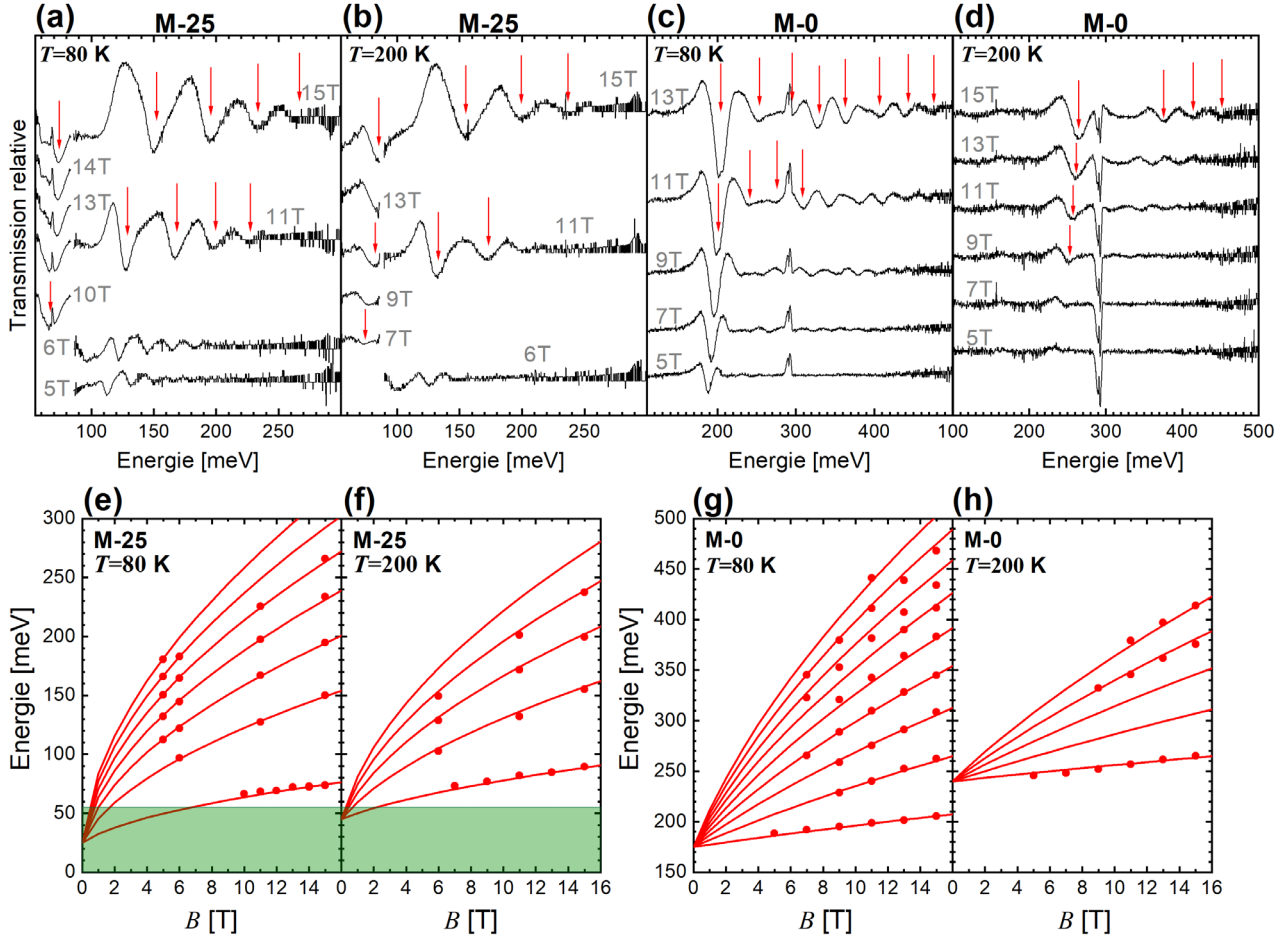 (a) M-25
T=80 K
15T
14T
13T
11T
10T
6T
5T
100 150 200 250
Energie [meV]
Transmission relative
(b) M-25
T=200 K
15T
13T
11T
9T
7T
6T
100 150 200 250
Energie [meV]
(c) M-0
T=80 K
13T
11T
9T
7T
5T
200 300 400 100
Energie [meV]
(d) M-0
T=200 K
15T
13T
11T
9T
7T
5T
200 300 400 500
Energie [meV]
(e)
M-25
T=80 K
300
250
200
150
100
50
0
0 2 4 6 8 10 12 14
Energie [meV]
B [T]
(f)
M-25
T=200 K
0 2 4 6 8 10 12 14 16
B [T]
(g)
M-0
T=80 K
500
450
400
350
300
250
200
150
0 2 4 6 8 10 12 14
Energie [meV]
B [T]
(h)
M-0
T=200 K
0 2 4 6 8 10 12 14 16
B [T]